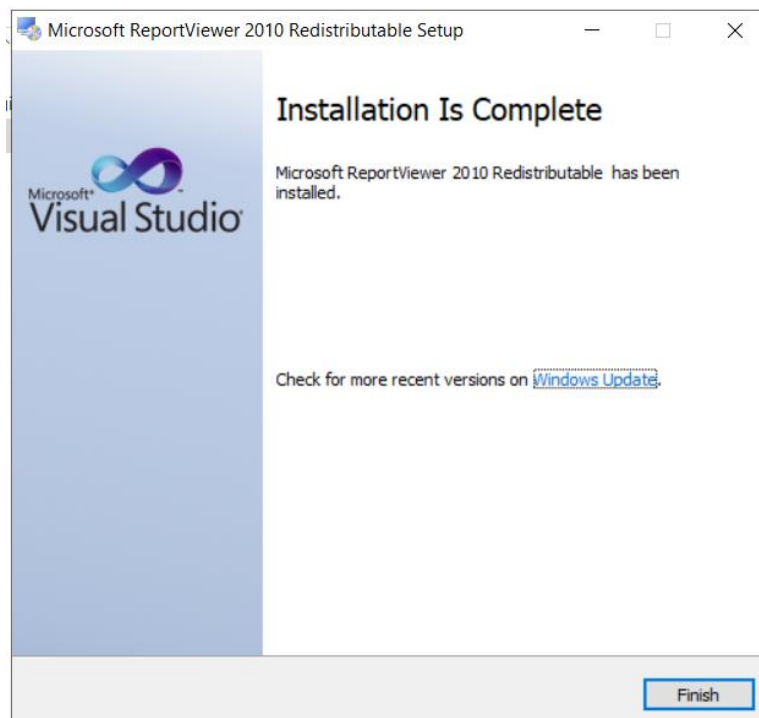 Microsoft ReportViewer 2010 Redistributable Setup
Installation Is Complete
Microsoft ReportViewer 2010 Redistributable has been
installed.
Microsoft®
Visual Studio®
Check for more recent versions on Windows Update.
Finish